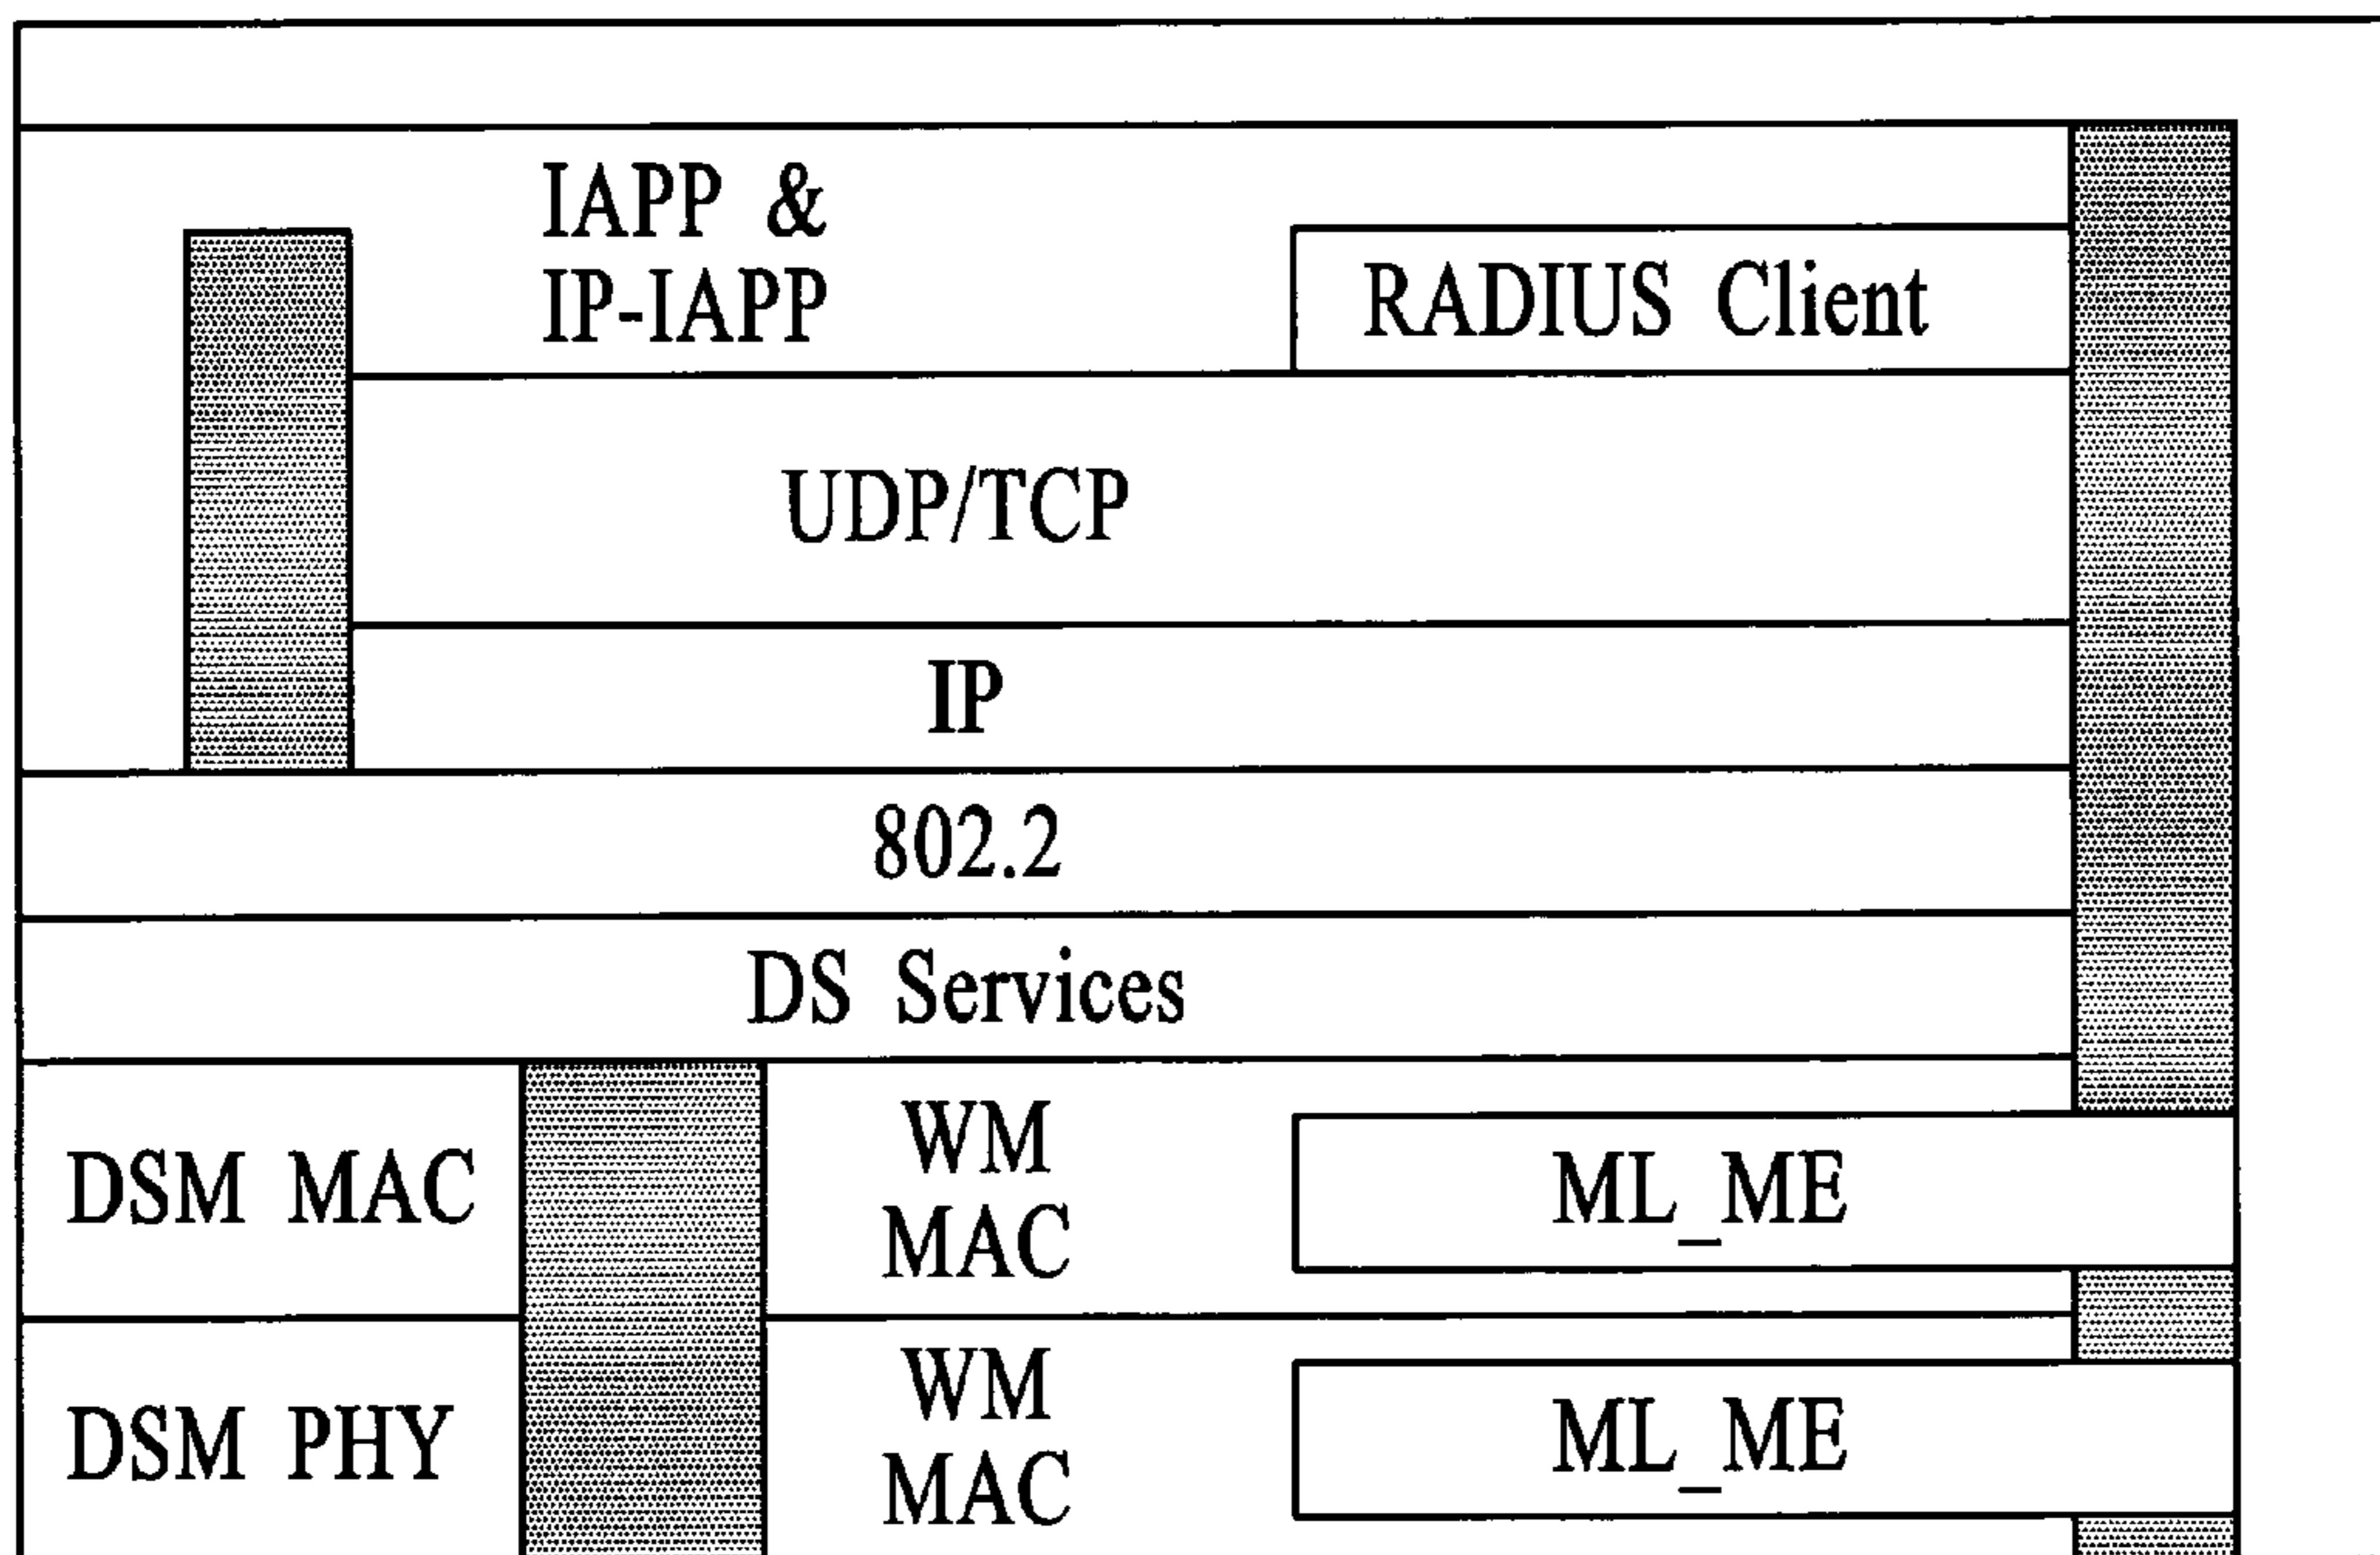 IAPP &
IP-IAPP
RADIUS Client
UDP/TCP
IP
802.2
DS Services
DSM MAC
WM
MAC
ML_ME
DSM PHY
WM
MAC
ML_ME